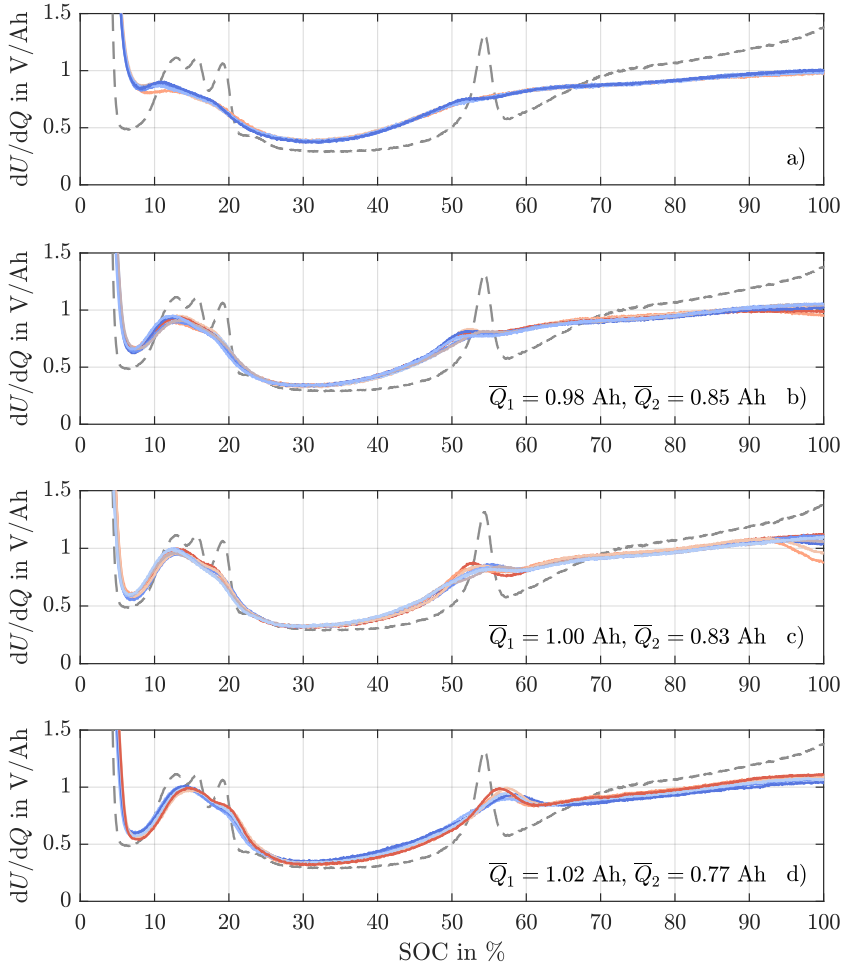 1.5
1
0.5
0
dU/dQ in V/Ah
a)
0 10 20 30 40 50 60 70 80 90 100
1.5
1
0.5
0
dU/dQ in V/Ah
Q̅₁ = 0.98 Ah, Q̅₂ = 0.85 Ah b)
0 10 20 30 40 50 60 70 80 90 100
1.5
1
0.5
0
dU/dQ in V/Ah
Q̅₁ = 1.00 Ah, Q̅₂ = 0.83 Ah c)
0 10 20 30 40 50 60 70 80 90 100
1.5
1
0.5
0
dU/dQ in V/Ah
Q̅₁ = 1.02 Ah, Q̅₂ = 0.77 Ah d)
0 10 20 30 40 50 60 70 80 90 100
SOC in %